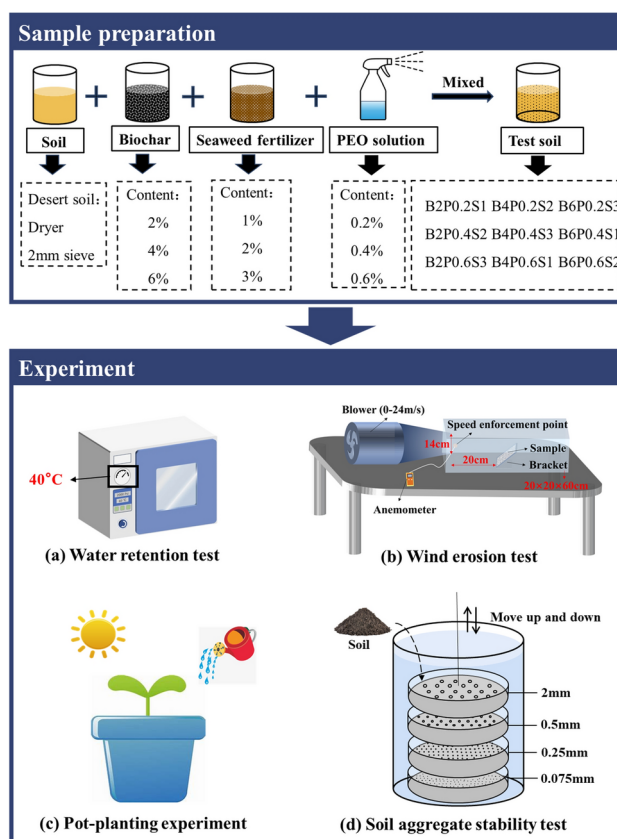 Sample preparation
Mixed
Soil
Biochar
Seaweed fertilizer
PEO solution
Test soil
Desert soil:
Dryer
2mm sieve
Content:
2%
4%
6%
Content:
1%
2%
3%
Content:
0.2%
0.4%
0.6%
B2P0.2S1 B4P0.2S2 B6P0.2S3
B2P0.4S2 B4P0.4S3 B6P0.4S1
B2P0.6S3 B4P0.6S1 B6P0.6S2
Experiment
40°C
(a) Water retention test
Blower (0-24m/s)
Speed enforcement point
14cm
Sample
20cm
Bracket
20×20×60cm
Anemometer
(b) Wind erosion test
(c) Pot-planting experiment
Soil
Move up and down
2mm
0.5mm
0.25mm
0.075mm
(d) Soil aggregate stability test